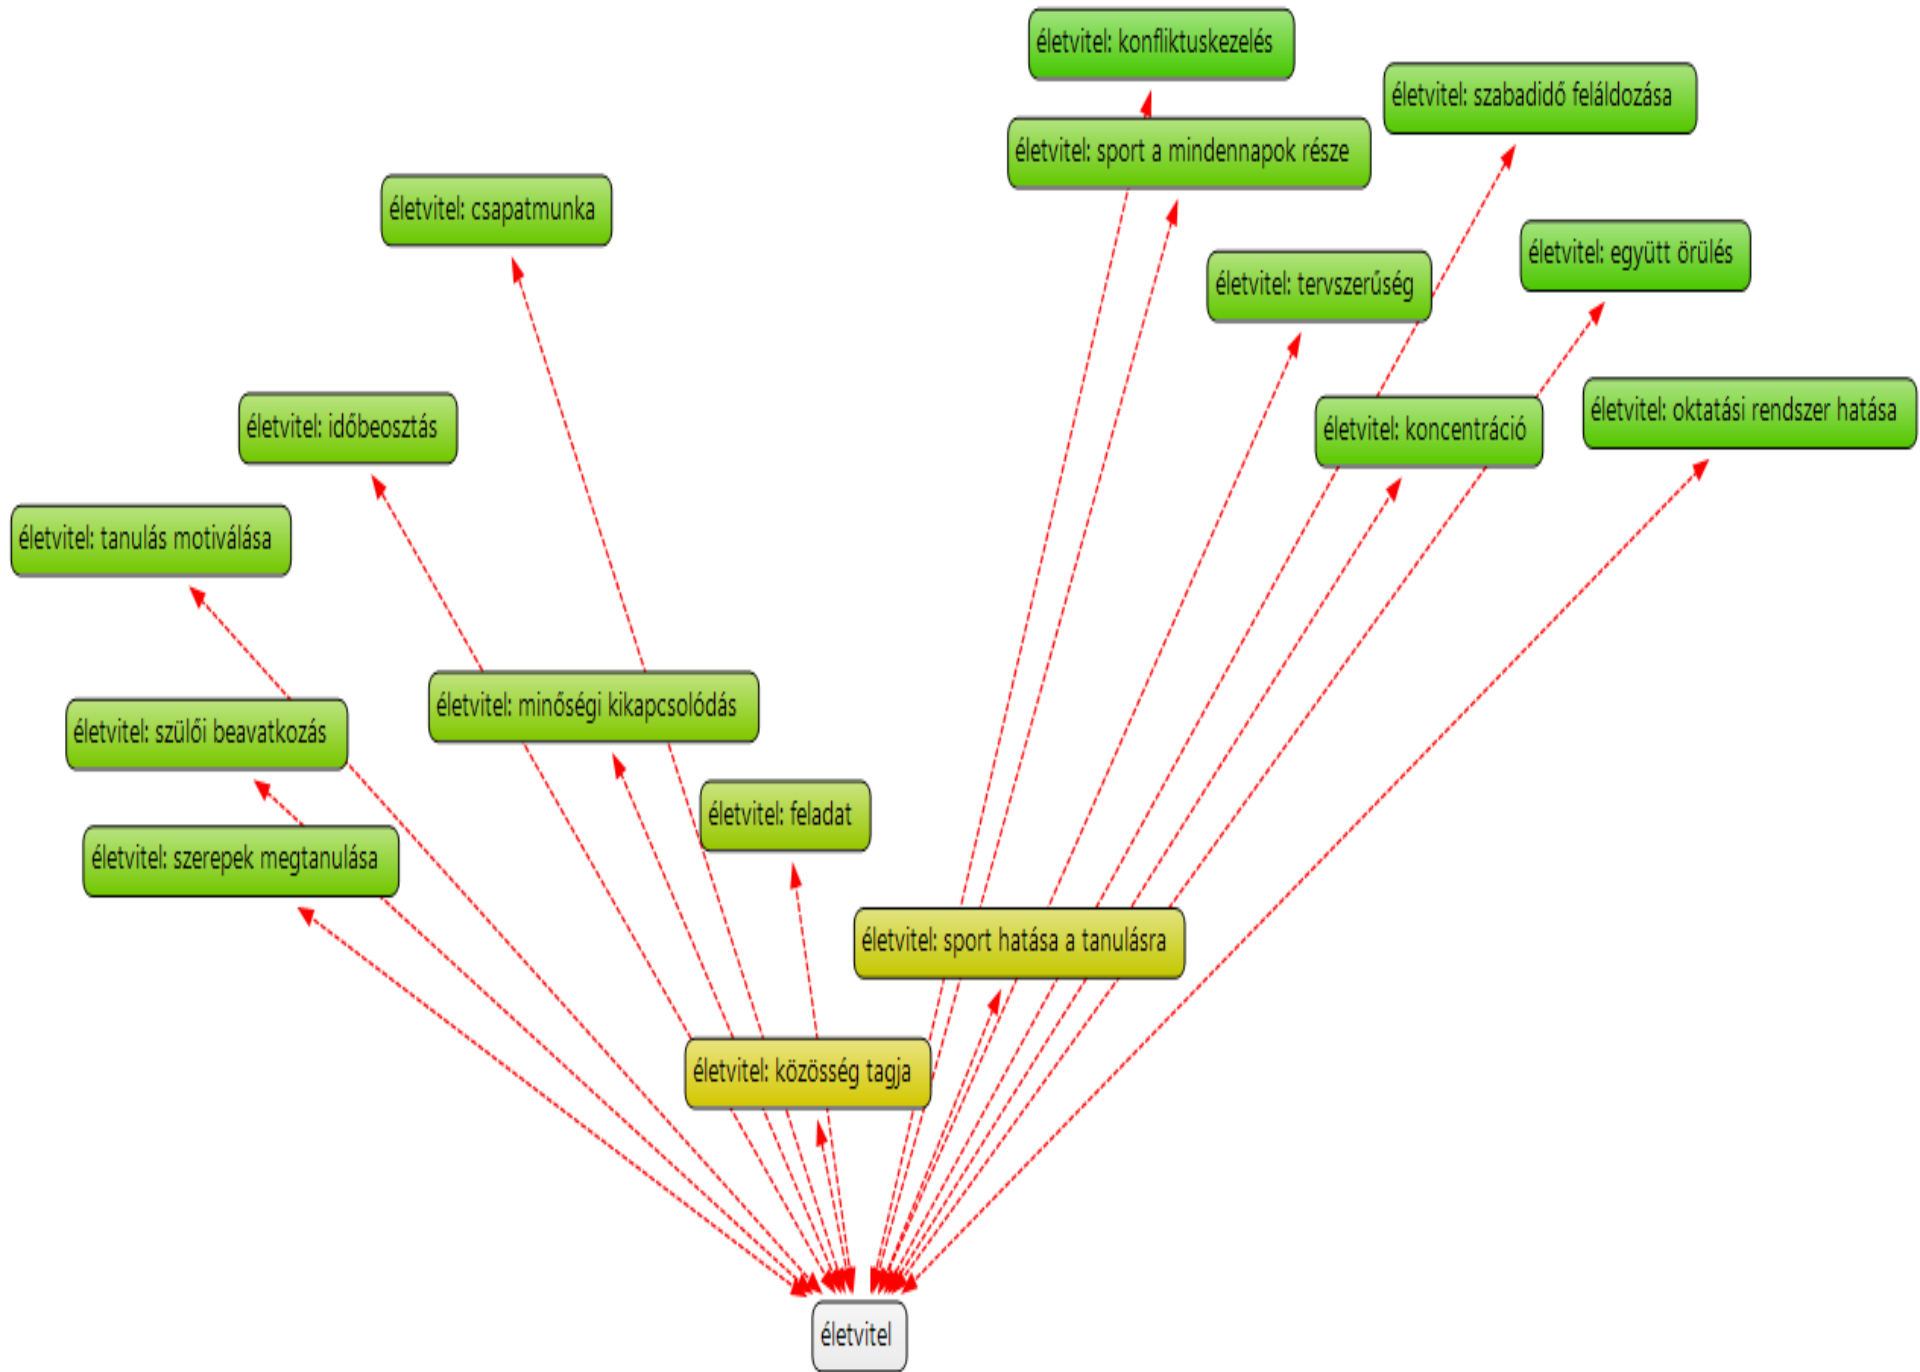 életvitel: konfliktuskezelés
életvitel: szabadidő feláldozása
életvitel: sport a mindennapok része
életvitel: csapatmunka
életvitel: együtt örülés
életvitel: tervszerűség
életvitel: oktatási rendszer hatása
életvitel: időbeosztás
életvitel: koncentráció
életvitel: tanulás motiválása
életvitel: minőségi kikapcsolódás
életvitel: szülői beavatkozás
életvitel: feladat
életvitel: szerepek megtanulása
életvitel: sport hatása a tanulásra
életvitel: közösség tagja
életvitel